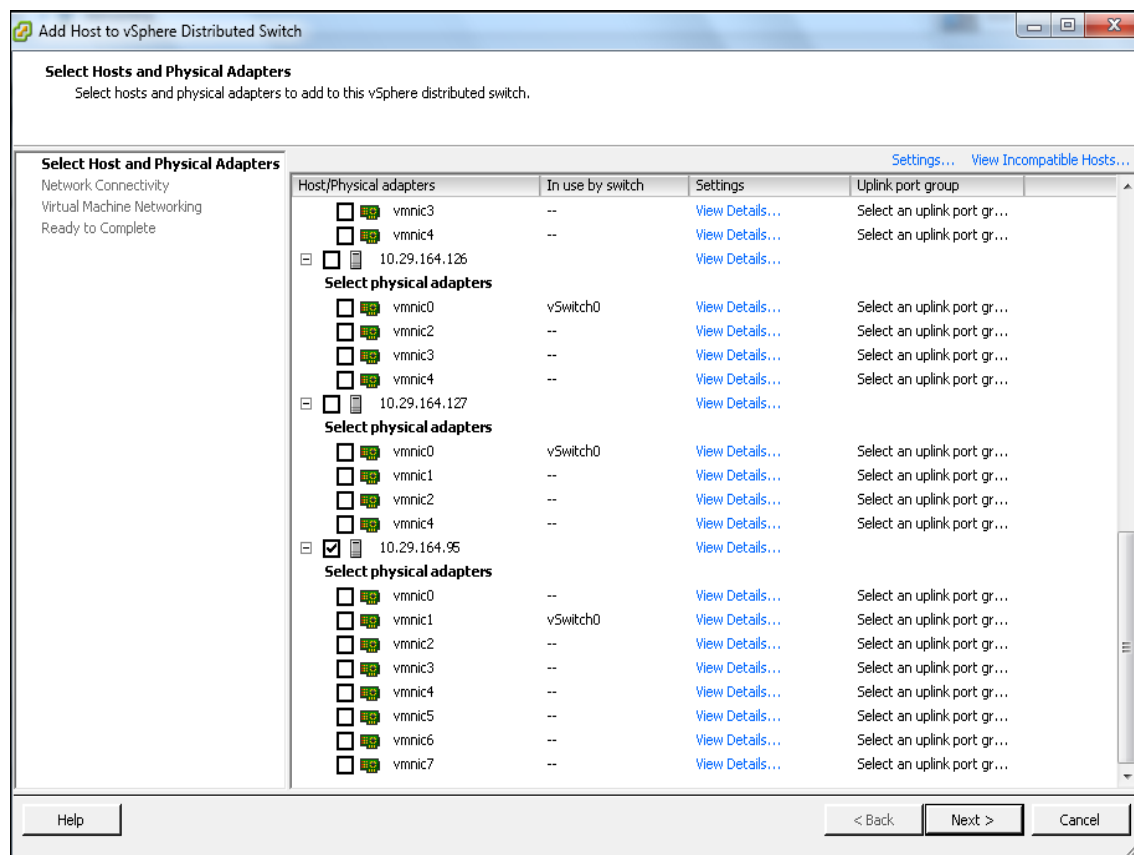 Add Host to vSphere Distributed Switch
Select Hosts and Physical Adapters
Select hosts and physical adapters to add to this vSphere distributed switch.
Select Host and Physical Adapters
Network Connectivity
Virtual Machine Networking
Ready to Complete
Settings... View Incompatible Hosts...
Host/Physical adapters In use by switch Settings Uplink port group
vmnic3 -- View Details... Select an uplink port gr...
vmnic4 -- View Details... Select an uplink port gr...
10.29.164.126 View Details...
Select physical adapters
vmnic0 vSwitch0 View Details... Select an uplink port gr...
vmnic2 -- View Details... Select an uplink port gr...
vmnic3 -- View Details... Select an uplink port gr...
vmnic4 -- View Details... Select an uplink port gr...
10.29.164.127 View Details...
Select physical adapters
vmnic0 vSwitch0 View Details... Select an uplink port gr...
vmnic1 -- View Details... Select an uplink port gr...
vmnic2 -- View Details... Select an uplink port gr...
vmnic4 -- View Details... Select an uplink port gr...
10.29.164.95 View Details...
Select physical adapters
vmnic0 -- View Details... Select an uplink port gr...
vmnic1 vSwitch0 View Details... Select an uplink port gr...
vmnic2 -- View Details... Select an uplink port gr...
vmnic3 -- View Details... Select an uplink port gr...
vmnic4 -- View Details... Select an uplink port gr...
vmnic5 -- View Details... Select an uplink port gr...
vmnic6 -- View Details... Select an uplink port gr...
vmnic7 -- View Details... Select an uplink port gr...
Help < Back Next > Cancel